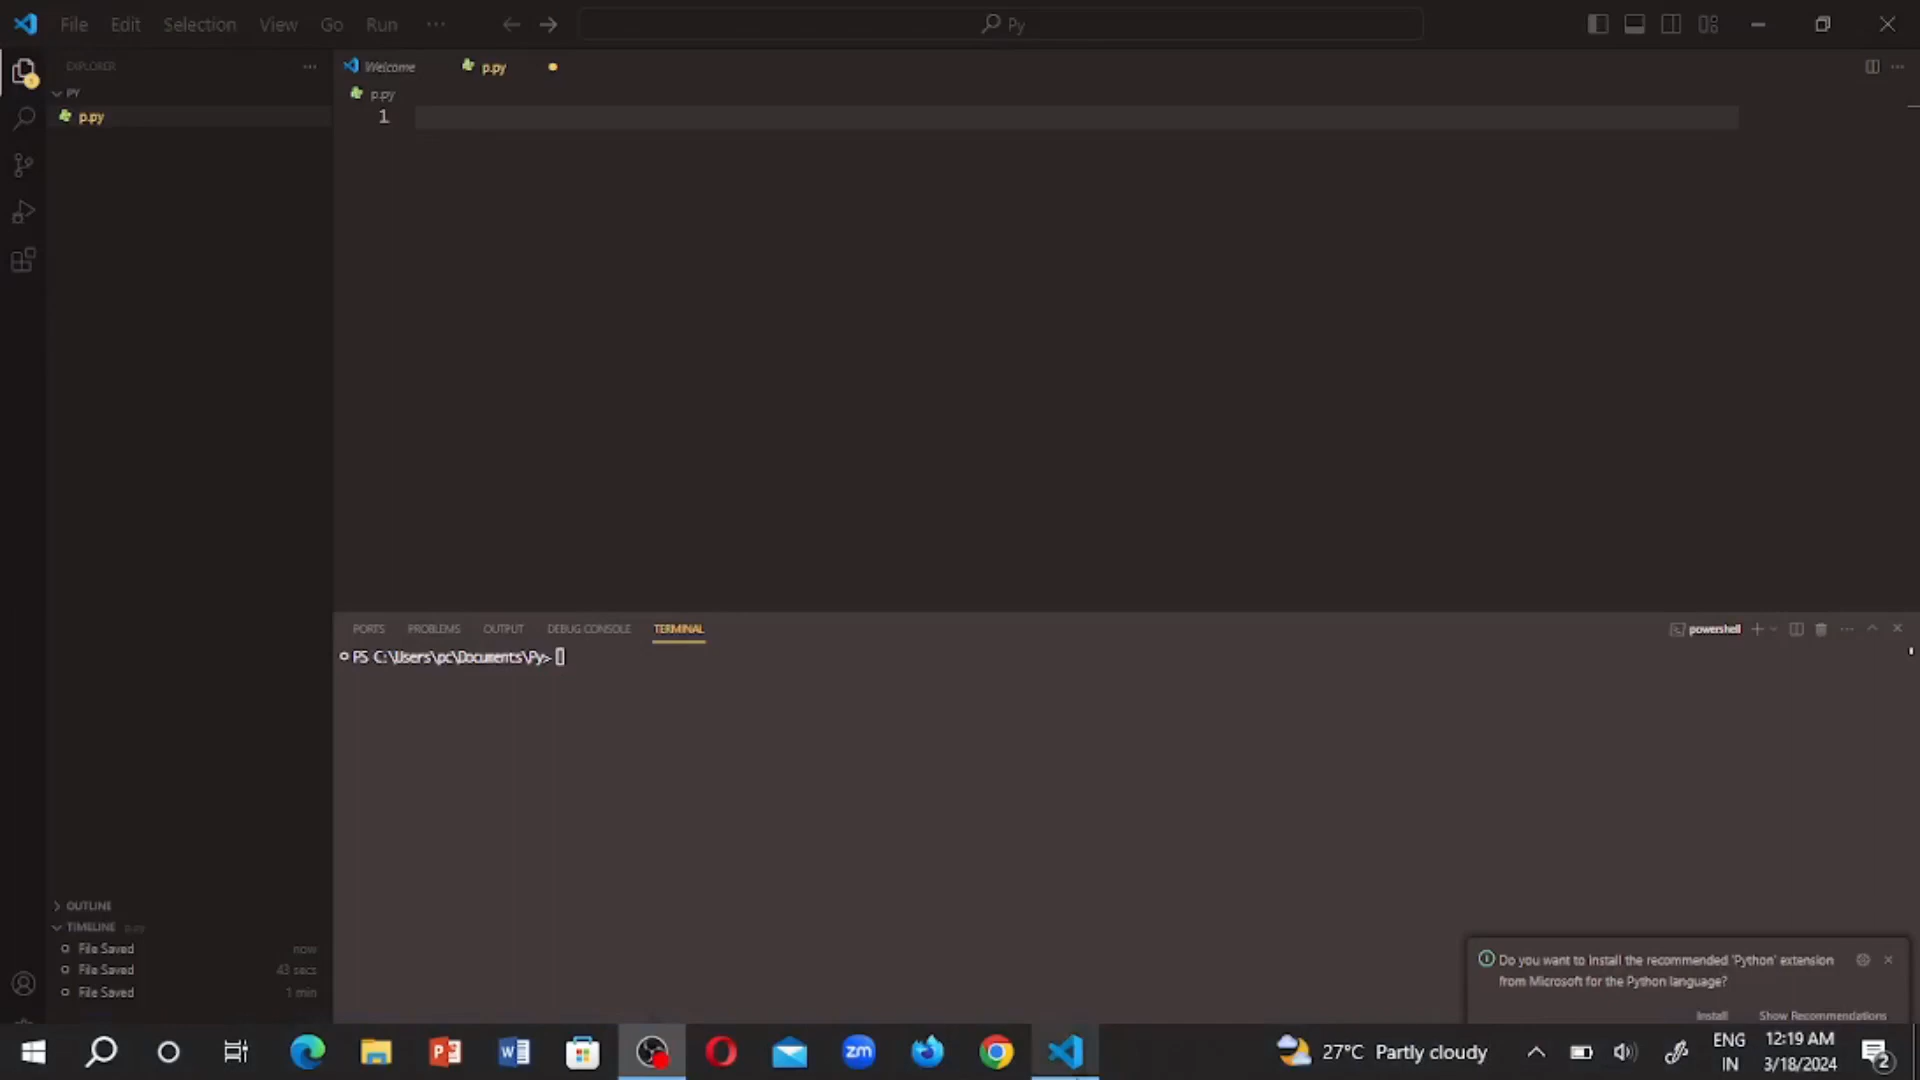 File Edit Selection View Go Run ··· Py
EXPLORER ···
PY
p.py
Welcome
p.py
p.py
1
PORTS PROBLEMS OUTPUT DEBUG CONSOLE TERMINAL
powershell
PS C:\Users\pc\Documents\Py>
OUTLINE
TIMELINE p.py
File Saved now
File Saved 43 secs
File Saved 1 min
Do you want to install the recommended 'Python' extension
from Microsoft for the Python language?
Install Show Recommendations
zm
27°C Partly cloudy
ENG
IN
12:19 AM
3/18/2024
2